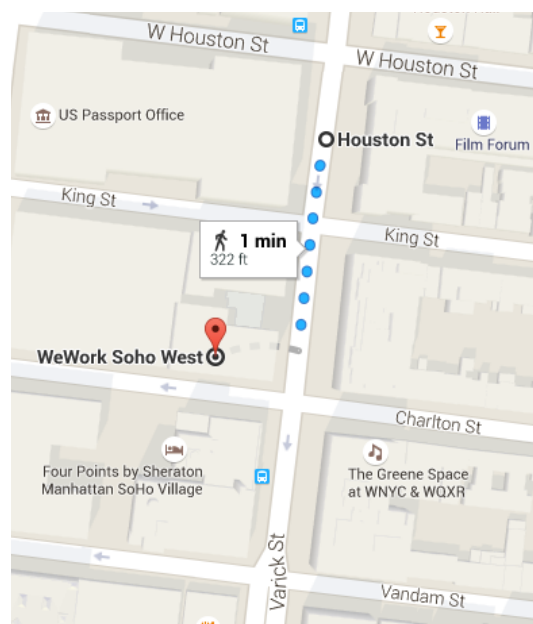 W Houston St
W Houston St
US Passport Office
Houston St
Film Forum
King St
King St
1 min
322 ft
WeWork Soho West
Charlton St
Four Points by Sheraton
Manhattan SoHo Village
The Greene Space
at WNYC & WQXR
Varick St
Vandam St